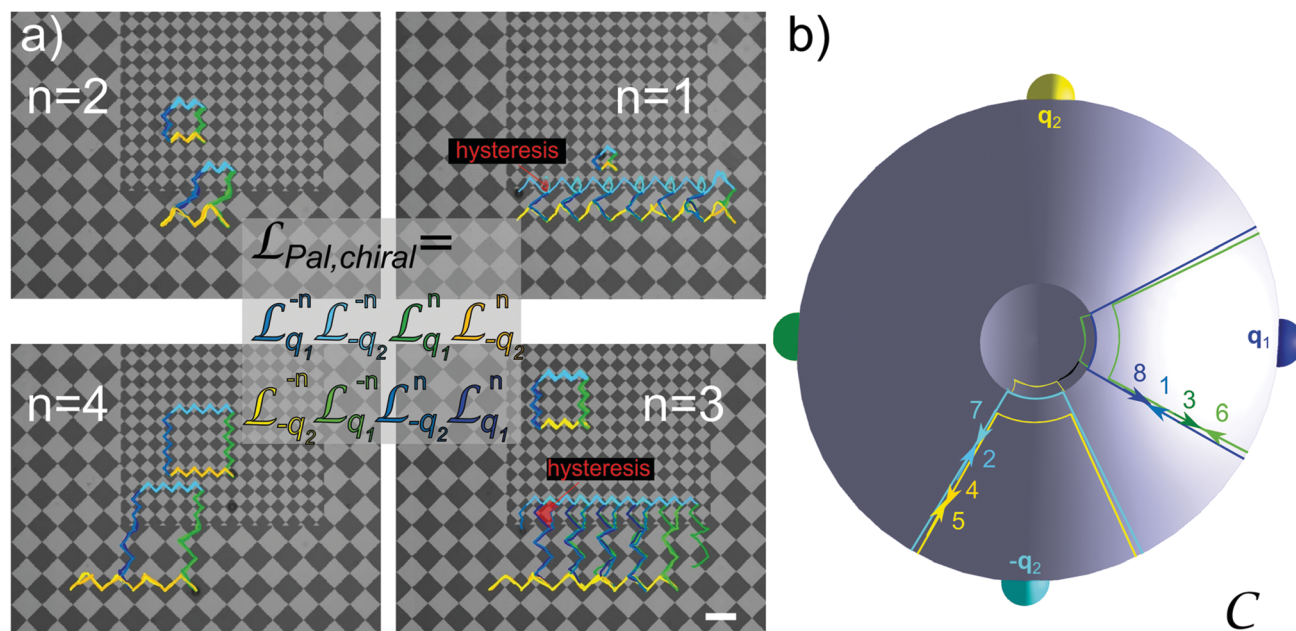 a)
n=2
n=1
hysteresis
ℒPal,chiral=
ℒq₁⁻ⁿ ℒ-q₂⁻ⁿ ℒq₁ⁿ ℒ-q₂ⁿ
ℒ-q₂⁻ⁿ ℒq₁⁻ⁿ ℒ-q₂ⁿ ℒq₁ⁿ
n=4
n=3
hysteresis
b)
q₂
q₁
8 1 3 6
7
2
4
5
-q₂
C